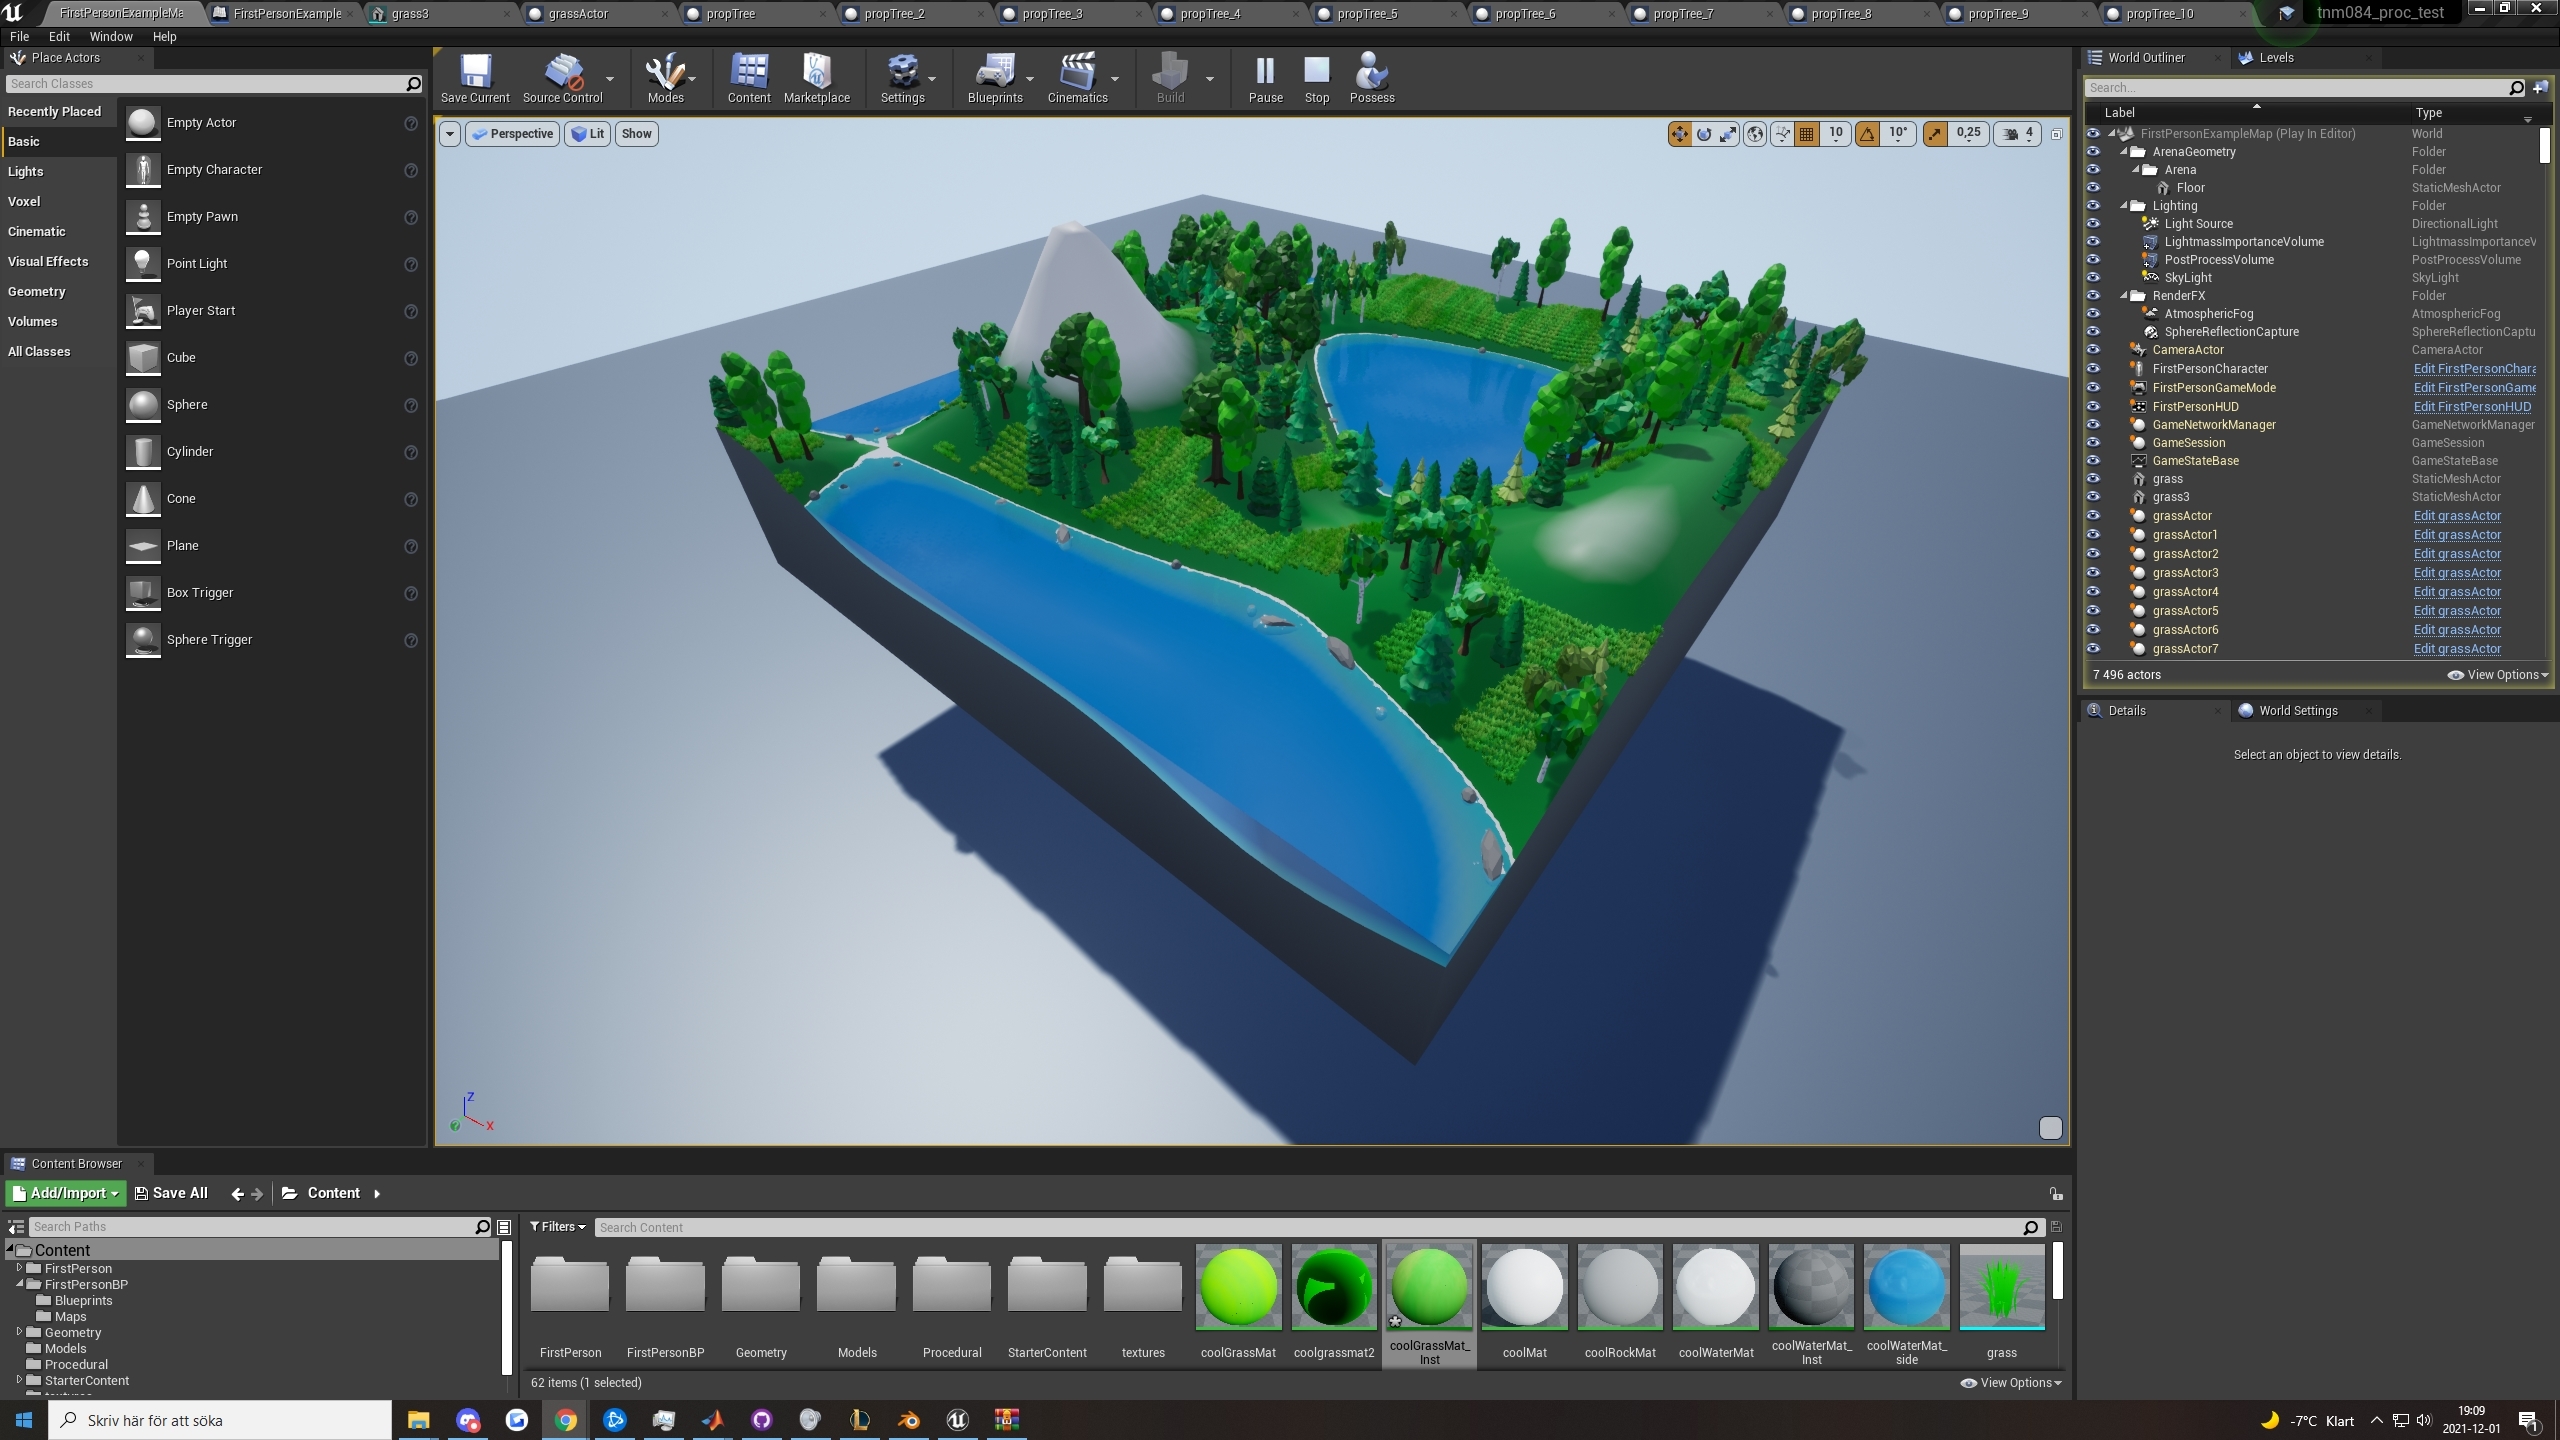 FirstPersonExampleMa
FirstPersonExample
grass3
grassActor
propTree
propTree_2
propTree_3
propTree_4
propTree_5
propTree_6
propTree_7
propTree_8
propTree_9
propTree_10
tnm084_proc_test
File Edit Window Help
Place Actors
Search Classes
Recently Placed
Basic
Lights
Voxel
Cinematic
Visual Effects
Geometry
Volumes
All Classes
Empty Actor
Empty Character
Empty Pawn
Point Light
Player Start
Cube
Sphere
Cylinder
Cone
Plane
Box Trigger
Sphere Trigger
Save Current
Source Control
Modes
Content
Marketplace
Settings
Blueprints
Cinematics
Build
Pause
Stop
Possess
Perspective
Lit
Show
10
10°
0,25
4
Z
X
World Outliner
Levels
Search...
Label Type
FirstPersonExampleMap (Play In Editor) World
ArenaGeometry Folder
Arena Folder
Floor StaticMeshActor
Lighting Folder
Light Source DirectionalLight
LightmassImportanceVolume LightmassImportanceV
PostProcessVolume PostProcessVolume
SkyLight SkyLight
RenderFX Folder
AtmosphericFog AtmosphericFog
SphereReflectionCapture SphereReflectionCaptu
CameraActor CameraActor
FirstPersonCharacter Edit FirstPersonChara
FirstPersonGameMode Edit FirstPersonGame
FirstPersonHUD Edit FirstPersonHUD
GameNetworkManager GameNetworkManager
GameSession GameSession
GameStateBase GameStateBase
grass StaticMeshActor
grass3 StaticMeshActor
grassActor Edit grassActor
grassActor1 Edit grassActor
grassActor2 Edit grassActor
grassActor3 Edit grassActor
grassActor4 Edit grassActor
grassActor5 Edit grassActor
grassActor6 Edit grassActor
grassActor7 Edit grassActor
7 496 actors View Options
Details
World Settings
Select an object to view details.
Content Browser
Add/Import
Save All
Content
Search Paths
Content
FirstPerson
FirstPersonBP
Blueprints
Maps
Geometry
Models
Procedural
StarterContent
Filters
Search Content
FirstPerson
FirstPersonBP
Geometry
Models
Procedural
StarterContent
textures
coolGrassMat
coolgrassmat2
coolGrassMat_
Inst
coolMat
coolRockMat
coolWaterMat
coolWaterMat_
Inst
coolWaterMat_
side
grass
62 items (1 selected)
View Options
Skriv här för att söka
-7°C Klart
19:09
2021-12-01
1